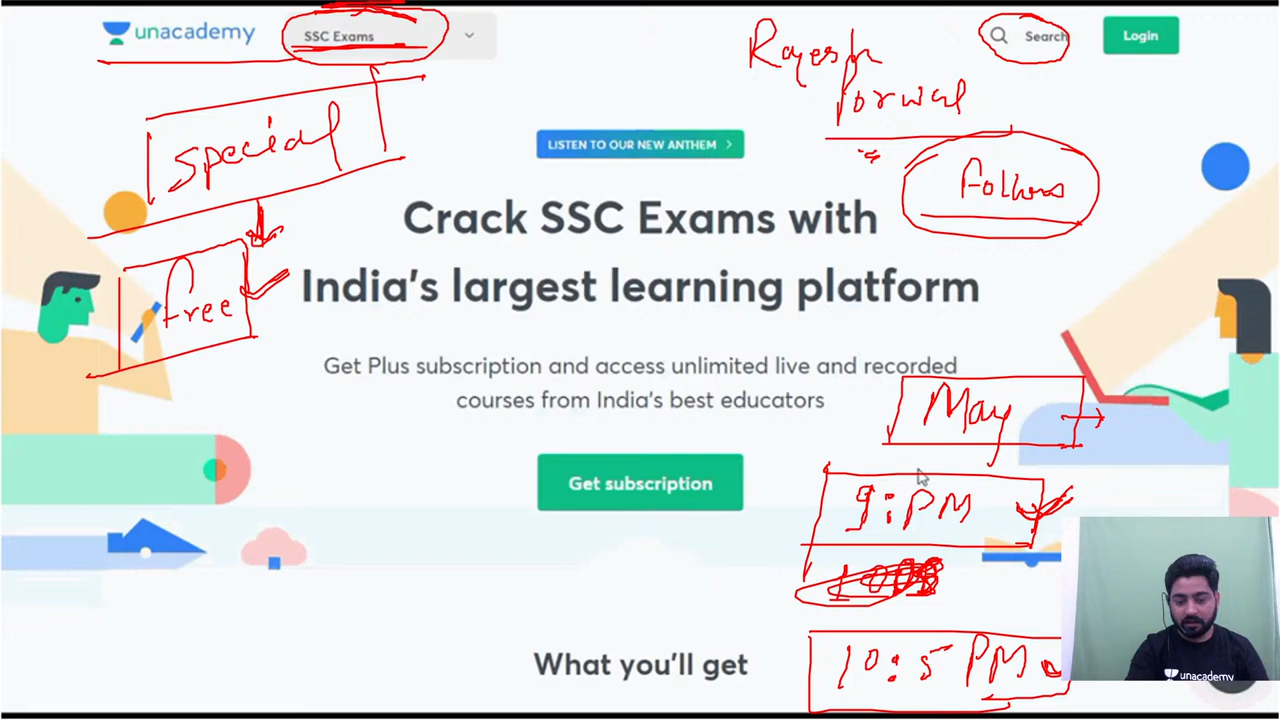 unacademy
SSC Exams
Search
Login
Rajesh
Porwal
Special
LISTEN TO OUR NEW ANTHEM
Follow
Crack SSC Exams with
India's largest learning platform
free
Get Plus subscription and access unlimited live and recorded
courses from India's best educators
May
Get subscription
9:PM
What you'll get
10:5 PM
unacademy